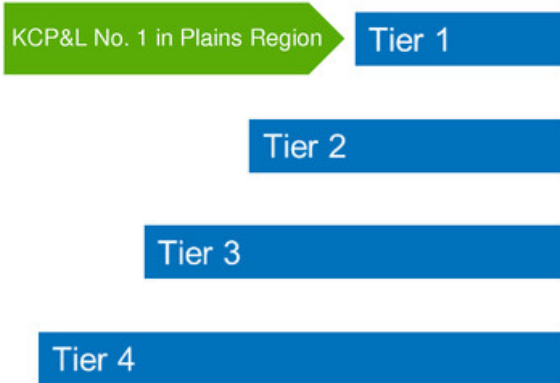 KCP&L No. 1 in Plains Region
Tier 1
Tier 2
Tier 3
Tier 4